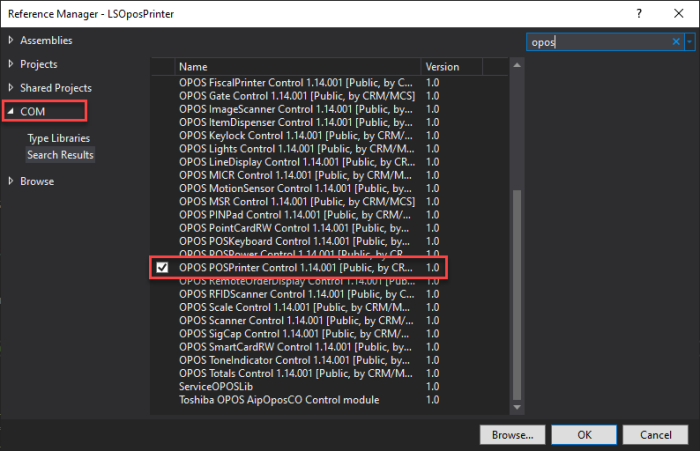 Reference Manager - LSOposPrinter
Assemblies
Projects
Shared Projects
COM
Type Libraries
Search Results
Browse
opos
Name Version
OPOS FiscalPrinter Control 1.14.001 [Public, by C... 1.0
OPOS Gate Control 1.14.001 [Public, by CRM/MCS] 1.0
OPOS ImageScanner Control 1.14.001 [Public, by... 1.0
OPOS ItemDispenser Control 1.14.001 [Public, by... 1.0
OPOS Keylock Control 1.14.001 [Public, by CRM/... 1.0
OPOS Lights Control 1.14.001 [Public, by CRM/M... 1.0
OPOS LineDisplay Control 1.14.001 [Public, by CR... 1.0
OPOS MICR Control 1.14.001 [Public, by CRM/M... 1.0
OPOS MotionSensor Control 1.14.001 [Public, by... 1.0
OPOS MSR Control 1.14.001 [Public, by CRM/MCS] 1.0
OPOS PINPad Control 1.14.001 [Public, by CRM/... 1.0
OPOS PointCardRW Control 1.14.001 [Public, by... 1.0
OPOS POSKeyboard Control 1.14.001 [Public, by... 1.0
OPOS POSPower Control 1.14.001 [Public, by CR... 1.0
OPOS POSPrinter Control 1.14.001 [Public, by CR... 1.0
OPOS RemoteOrderDisplay Control 1.14.001 [Pub... 1.0
OPOS RFIDScanner Control 1.14.001 [Public, by C... 1.0
OPOS Scale Control 1.14.001 [Public, by CRM/M... 1.0
OPOS Scanner Control 1.14.001 [Public, by CRM/... 1.0
OPOS SigCap Control 1.14.001 [Public, by CRM/... 1.0
OPOS SmartCardRW Control 1.14.001 [Public, by... 1.0
OPOS ToneIndicator Control 1.14.001 [Public, by... 1.0
OPOS Totals Control 1.14.001 [Public, by CRM/M... 1.0
ServiceOPOSLib 1.0
Toshiba OPOS AipOposCO Control module 1.0
Browse... OK Cancel